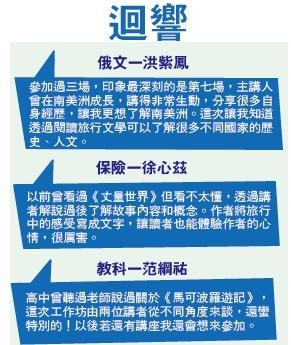 迴響
俄文一洪紫鳳
參加過三場，印象最深刻的是第七場，主講人
曾在南美洲成長，講得非常生動，分享很多自
身經歷，讓我更想了解南美洲。這次讓我知道
透過閱讀旅行文學可以了解很多不同國家的歷
史、人文。
保險一徐心茲
以前曾看過《丈量世界》但看不太懂，透過講
者解說過後了解故事內容和概念。作者將旅行
中的感受寫成文字，讓讀者也能體驗作者的心
情，很厲害。
教科一范綱祐
高中曾聽過老師說過關於《馬可波羅遊記》，
這次工作坊由兩位講者從不同角度來談，還蠻
特別的！以後若還有講座我還會想來參加。